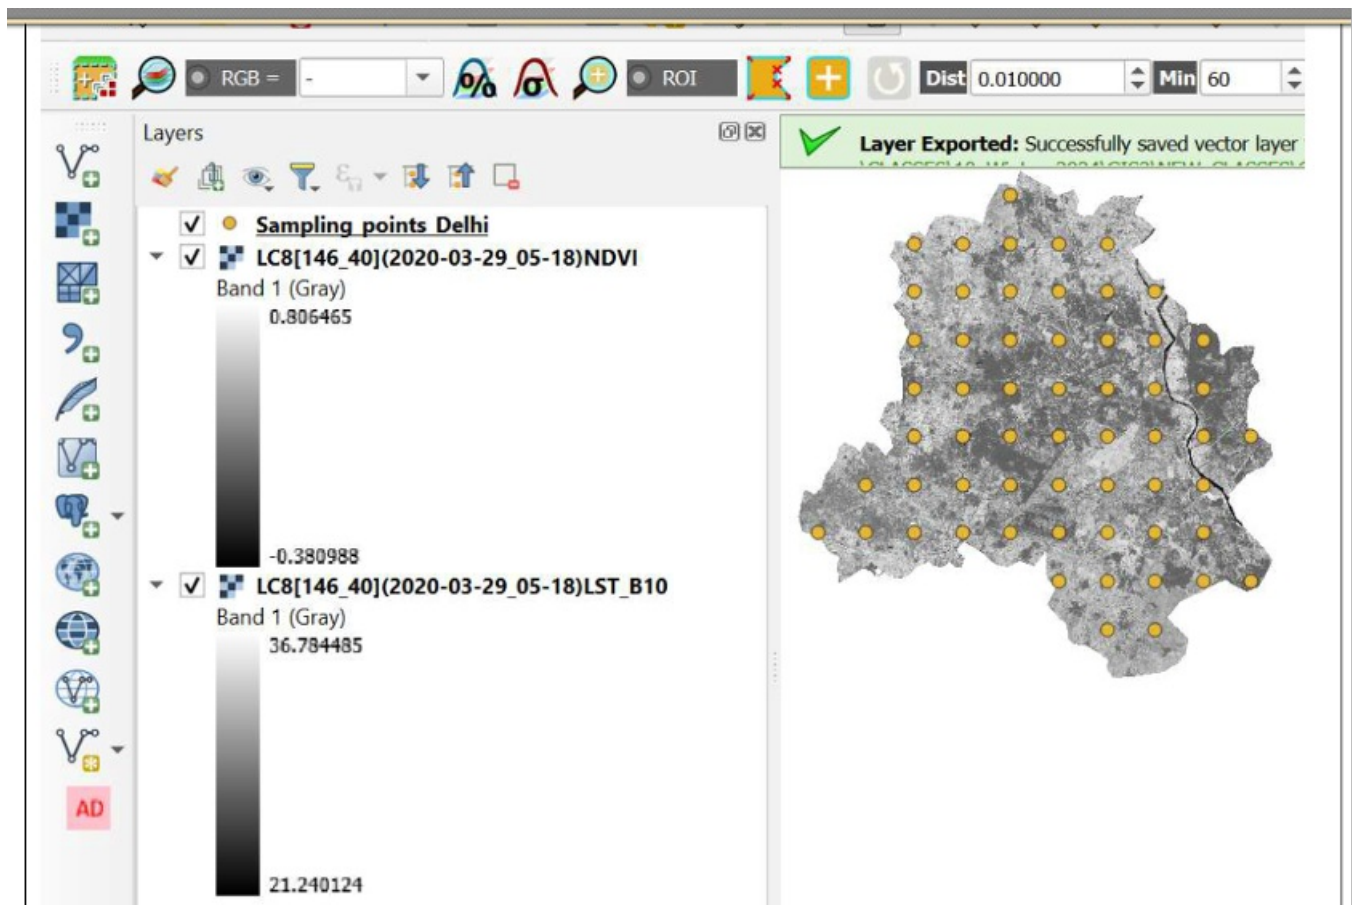 RGB = -
ROI
Dist 0.010000
Min 60
Layers
Layer Exported: Successfully saved vector layer
Sampling points Delhi
LC8[146_40](2020-03-29_05-18)NDVI
Band 1 (Gray)
0.806465
-0.380988
LC8[146_40](2020-03-29_05-18)LST_B10
Band 1 (Gray)
36.784485
21.240124
AD